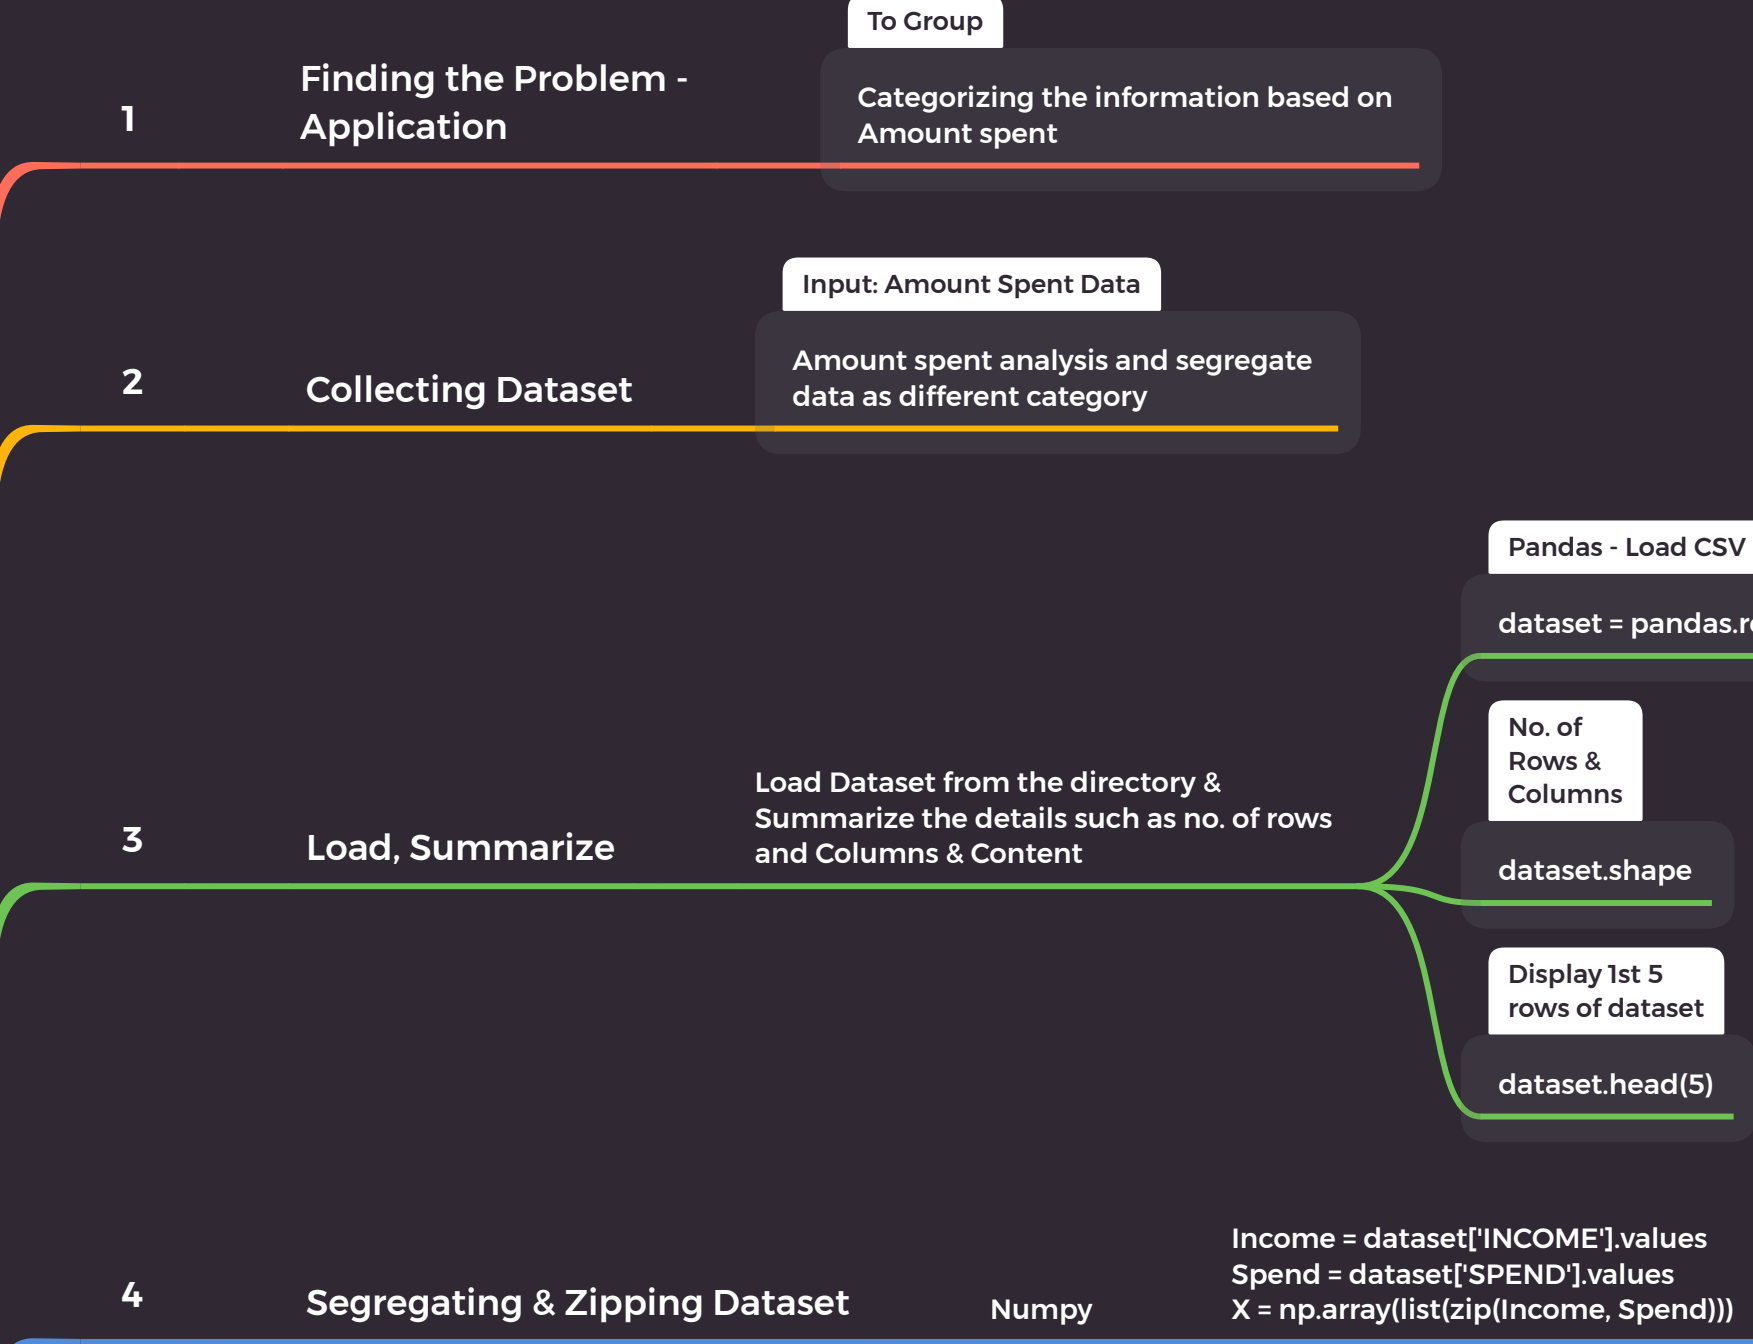 To Group
1
Finding the Problem -
Application
Categorizing the information based on
Amount spent
Input: Amount Spent Data
2
Collecting Dataset
Amount spent analysis and segregate
data as different category
Pandas - Load CSV
dataset =
No. of
Rows &
Columns
3
Load, Summarize
Load Dataset from the directory &
Summarize the details such as no. of rows
and Columns & Content
dataset.shape
Display 1st 5
rows of dataset
dataset.head(5)
4
Segregating & Zipping Dataset
Numpy
Income = dataset['INCOME'].values
Spend = dataset['SPEND'].values
X = np.array(list(zip(Income, Spend)))